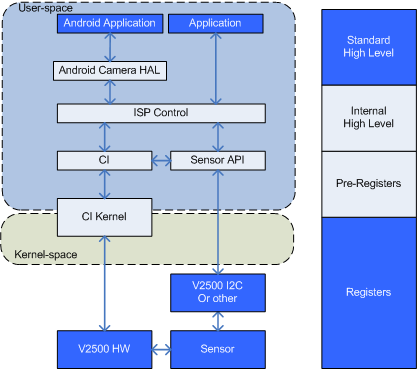 User-space
Android Application
Application
Android Camera HAL
ISP Control
CI
Sensor API
CI Kernel
Kernel-space
V2500 I2C
Or other
V2500 HW
Sensor
Standard
High Level
Internal
High Level
Pre-Registers
Registers